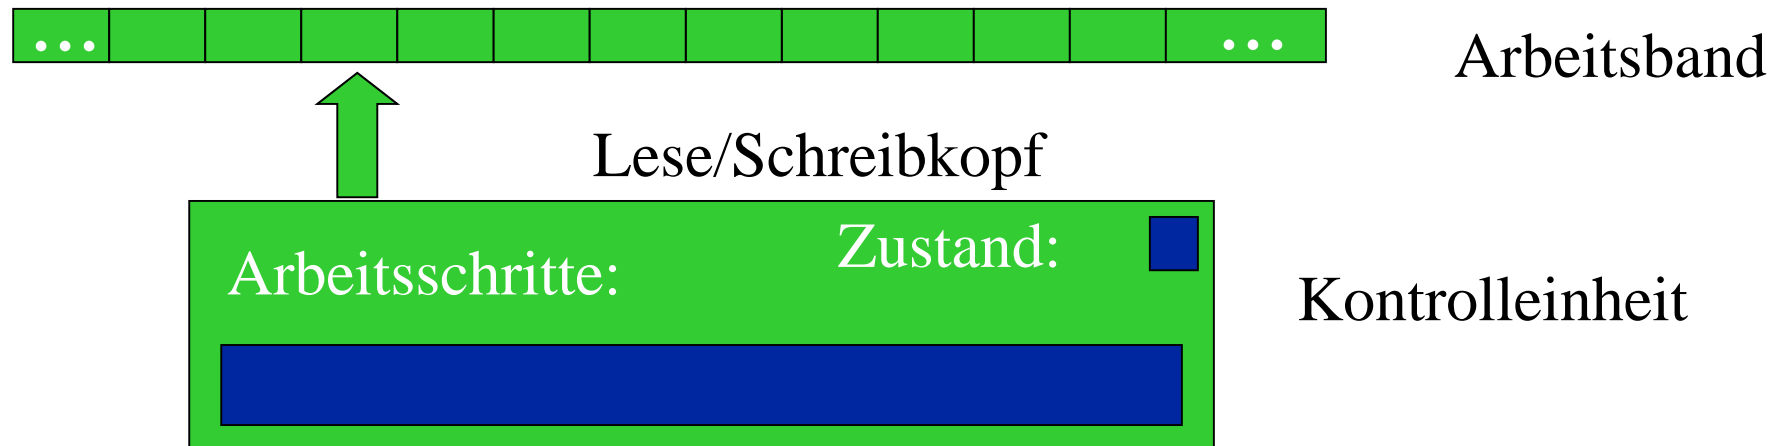 ... ...
Arbeitsband
Lese/Schreibkopf
Zustand:
Arbeitsschritte:
Kontrolleinheit